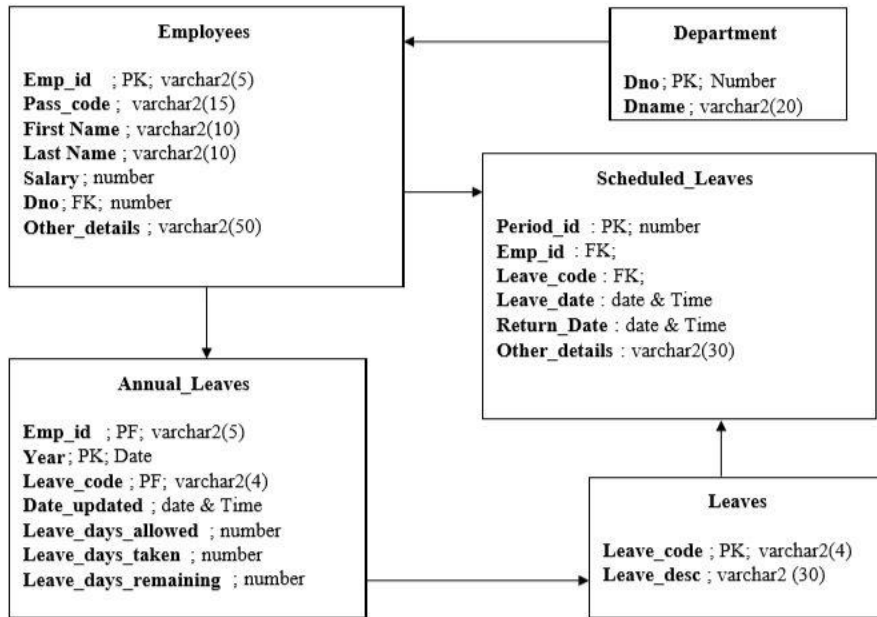 Employees
Emp_id ; PK; varchar2(5)
Pass_code ; varchar2(15)
First Name ; varchar2(10)
Last Name ; varchar2(10)
Salary ; number
Dno ; FK; number
Other_details ; varchar2(50)
Department
Dno ; PK; Number
Dname ; varchar2(20)
Scheduled_Leaves
Period_id : PK; number
Emp_id : FK;
Leave_code : FK;
Leave_date : date & Time
Return_Date : date & Time
Other_details : varchar2(30)
Annual_Leaves
Emp_id ; PF; varchar2(5)
Year ; PK; Date
Leave_code ; PF; varchar2(4)
Date_updated ; date & Time
Leave_days_allowed ; number
Leave_days_taken ; number
Leave_days_remaining ; number
Leaves
Leave_code ; PK; varchar2(4)
Leave_desc ; varchar2 (30)